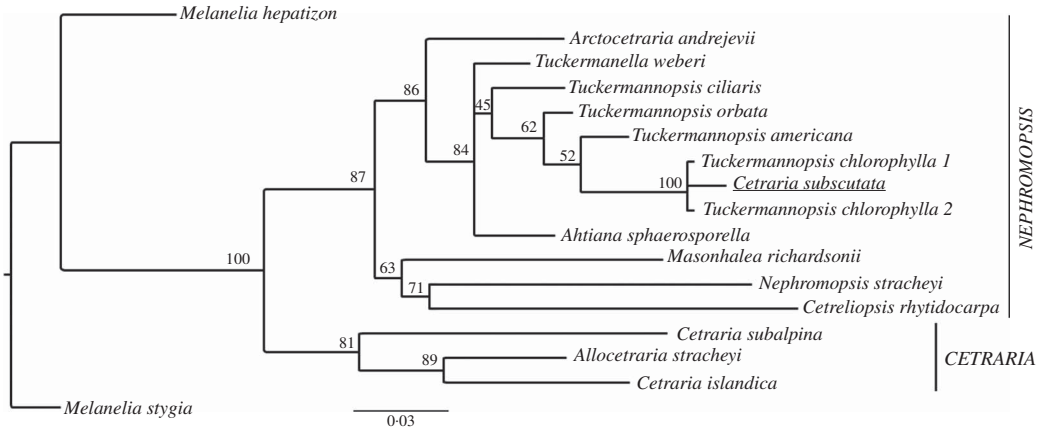 Melanelia hepatizon
Arctocetraria andrejevii
Tuckermanella weberi
86
Tuckermannopsis ciliaris
45
Tuckermannopsis orbata
62
Tuckermannopsis americana
84
52
Tuckermannopsis chlorophylla 1
87
100
Cetraria subscutata
Tuckermannopsis chlorophylla 2
NEPHROMOPSIS
Ahtiana sphaerosporella
100
Masonhalea richardsonii
63
Nephromopsis stracheyi
71
Cetreliopsis rhytidocarpa
Cetraria subalpina
81
Allocetraria stracheyi
CETRARIA
89
Cetraria islandica
Melanelia stygia
0·03